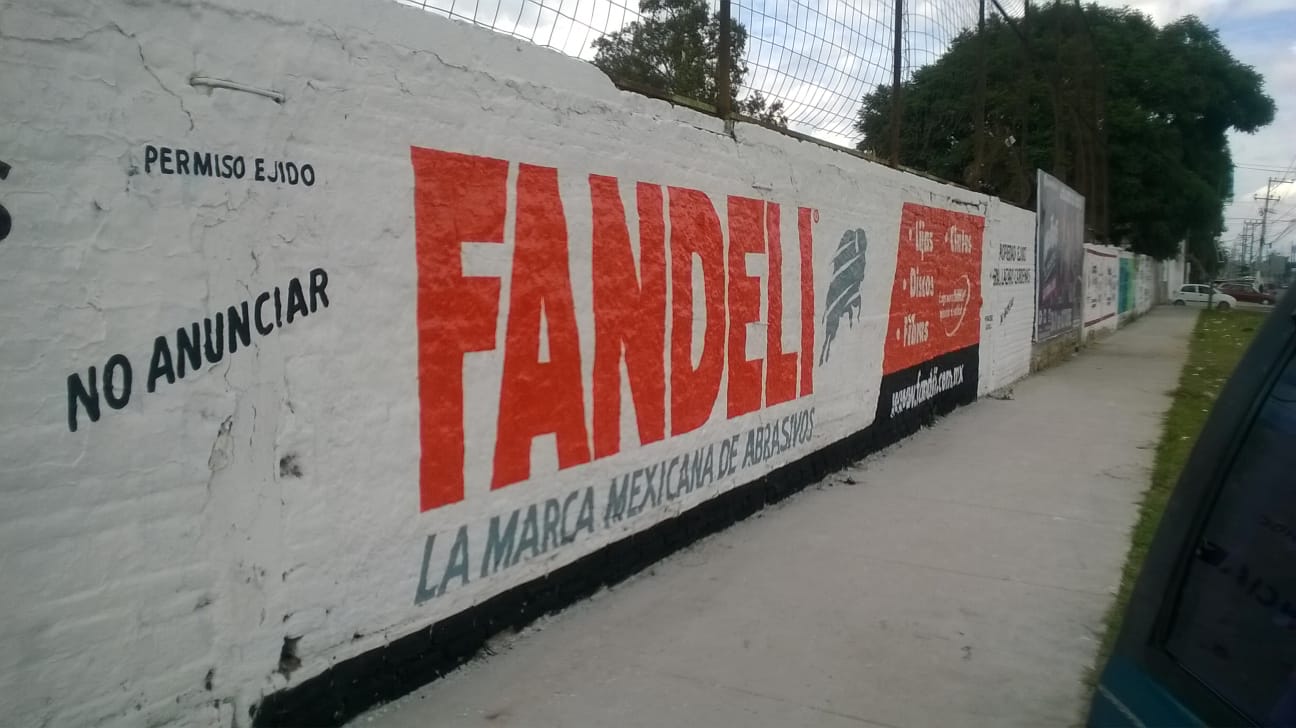 PERMISO EJIDO
NO ANUNCIAR
FANDELI®
LA MARCA MEXICANA DE ABRASIVOS
• Lijas • Cintas
• Discos
• Fibras
www.fandeli.com.mx